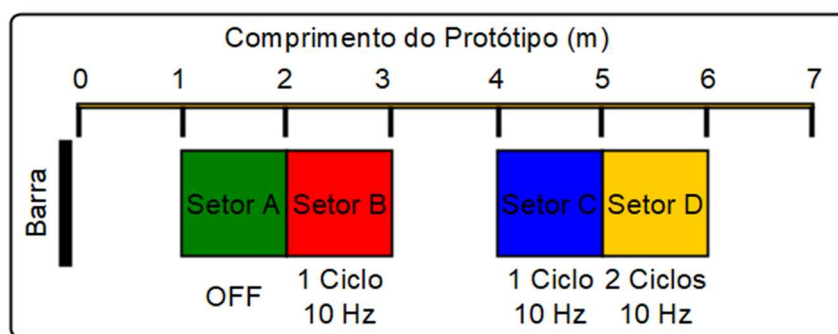 Comprimento do Protótipo (m)
0 1 2 3 4 5 6 7
Barra
Setor A Setor B Setor C Setor D
OFF 1 Ciclo 1 Ciclo 2 Ciclos
10 Hz 10 Hz 10 Hz